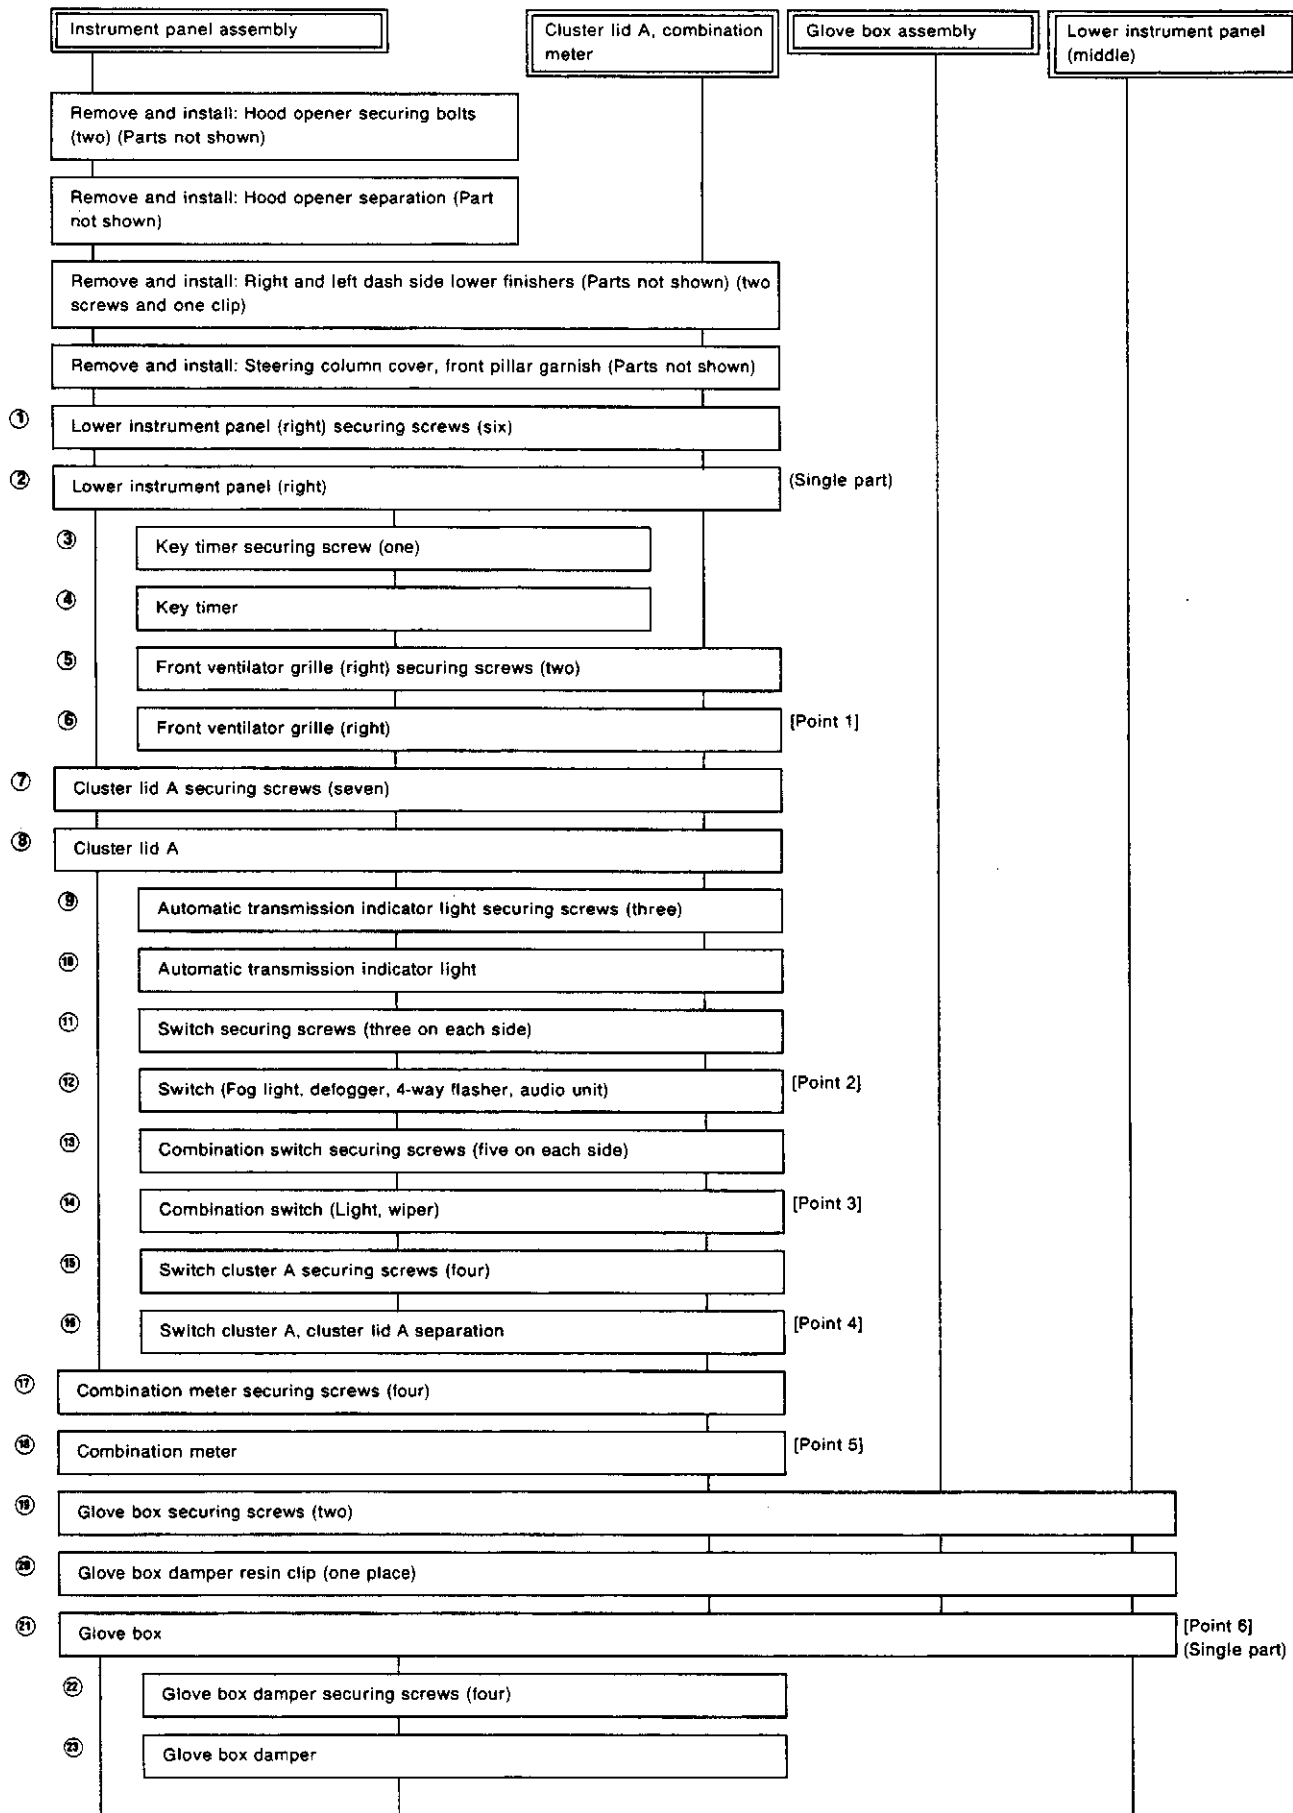 Instrument panel assembly
Cluster lid A, combination
meter
Glove box assembly
Lower instrument panel
(middle)
Remove and install: Hood opener securing bolts
(two) (Parts not shown)
Remove and install: Hood opener separation (Part
not shown)
Remove and install: Right and left dash side lower finishers (Parts not shown) (two
screws and one clip)
Remove and install: Steering column cover, front pillar garnish (Parts not shown)
① Lower instrument panel (right) securing screws (six)
② Lower instrument panel (right) (Single part)
③ Key timer securing screw (one)
④ Key timer
⑤ Front ventilator grille (right) securing screws (two)
⑥ Front ventilator grille (right) [Point 1]
⑦ Cluster lid A securing screws (seven)
⑧ Cluster lid A
⑨ Automatic transmission indicator light securing screws (three)
⑩ Automatic transmission indicator light
⑪ Switch securing screws (three on each side)
⑫ Switch (Fog light, defogger, 4-way flasher, audio unit) [Point 2]
⑬ Combination switch securing screws (five on each side)
⑭ Combination switch (Light, wiper) [Point 3]
⑮ Switch cluster A securing screws (four)
⑯ Switch cluster A, cluster lid A separation [Point 4]
⑰ Combination meter securing screws (four)
⑱ Combination meter [Point 5]
⑲ Glove box securing screws (two)
⑳ Glove box damper resin clip (one place)
㉑ Glove box [Point 6]
(Single part)
㉒ Glove box damper securing screws (four)
㉓ Glove box damper